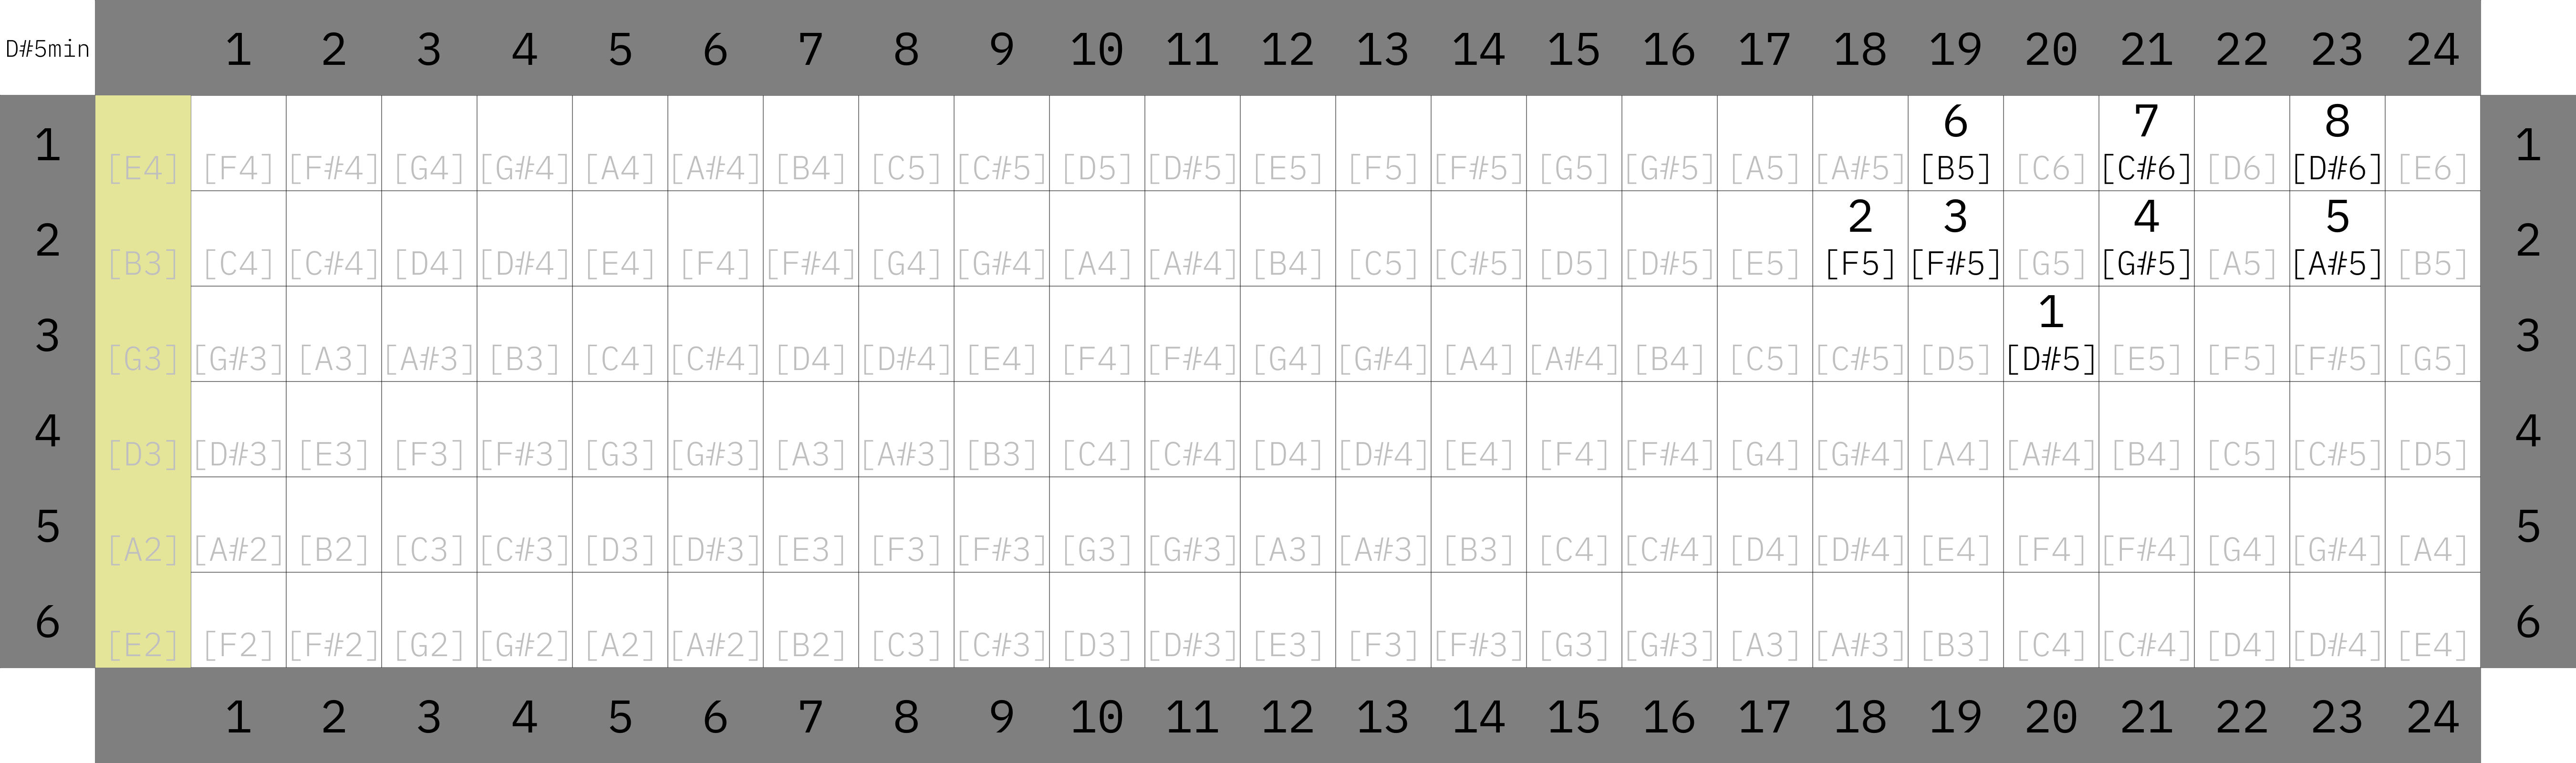 D#5min 1 2 3 4 5 6 7 8 9 10 11 12 13 14 15 16 17 18 19 20 21 22 23 24
6 7 8
1 [E4] [F4] [F#4] [G4] [G#4] [A4] [A#4] [B4] [C5] [C#5] [D5] [D#5] [E5] [F5] [F#5] [G5] [G#5] [A5] [A#5] [B5] [C6] [C#6] [D6] [D#6] [E6] 1
2 3 4 5
2 [B3] [C4] [C#4] [D4] [D#4] [E4] [F4] [F#4] [G4] [G#4] [A4] [A#4] [B4] [C5] [C#5] [D5] [D#5] [E5] [F5] [F#5] [G5] [G#5] [A5] [A#5] [B5] 2
1
3 [G3] [G#3] [A3] [A#3] [B3] [C4] [C#4] [D4] [D#4] [E4] [F4] [F#4] [G4] [G#4] [A4] [A#4] [B4] [C5] [C#5] [D5] [D#5] [E5] [F5] [F#5] [G5] 3
4 [D3] [D#3] [E3] [F3] [F#3] [G3] [G#3] [A3] [A#3] [B3] [C4] [C#4] [D4] [D#4] [E4] [F4] [F#4] [G4] [G#4] [A4] [A#4] [B4] [C5] [C#5] [D5] 4
5 [A2] [A#2] [B2] [C3] [C#3] [D3] [D#3] [E3] [F3] [F#3] [G3] [G#3] [A3] [A#3] [B3] [C4] [C#4] [D4] [D#4] [E4] [F4] [F#4] [G4] [G#4] [A4] 5
6 [E2] [F2] [F#2] [G2] [G#2] [A2] [A#2] [B2] [C3] [C#3] [D3] [D#3] [E3] [F3] [F#3] [G3] [G#3] [A3] [A#3] [B3] [C4] [C#4] [D4] [D#4] [E4] 6
1 2 3 4 5 6 7 8 9 10 11 12 13 14 15 16 17 18 19 20 21 22 23 24